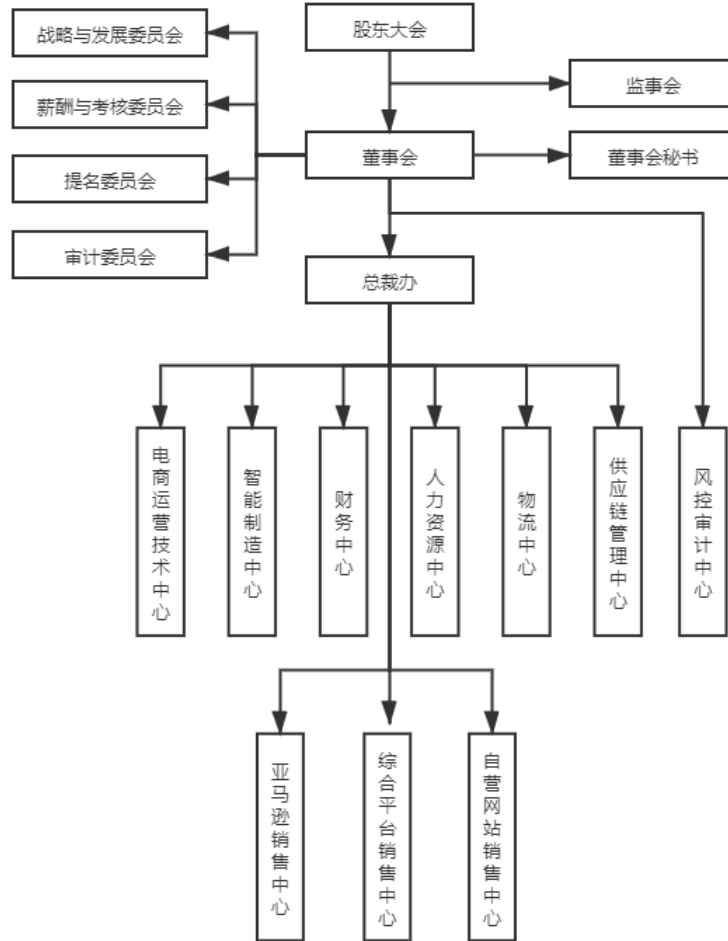 战略与发展委员会
股东大会
监事会
薪酬与考核委员会
董事会
董事会秘书
提名委员会
审计委员会
总裁办
电商运营技术中心
智能制造中心
财务中心
人力资源中心
物流中心
供应链管理中心
风控审计中心
亚马逊销售中心
综合平台销售中心
自营网站销售中心